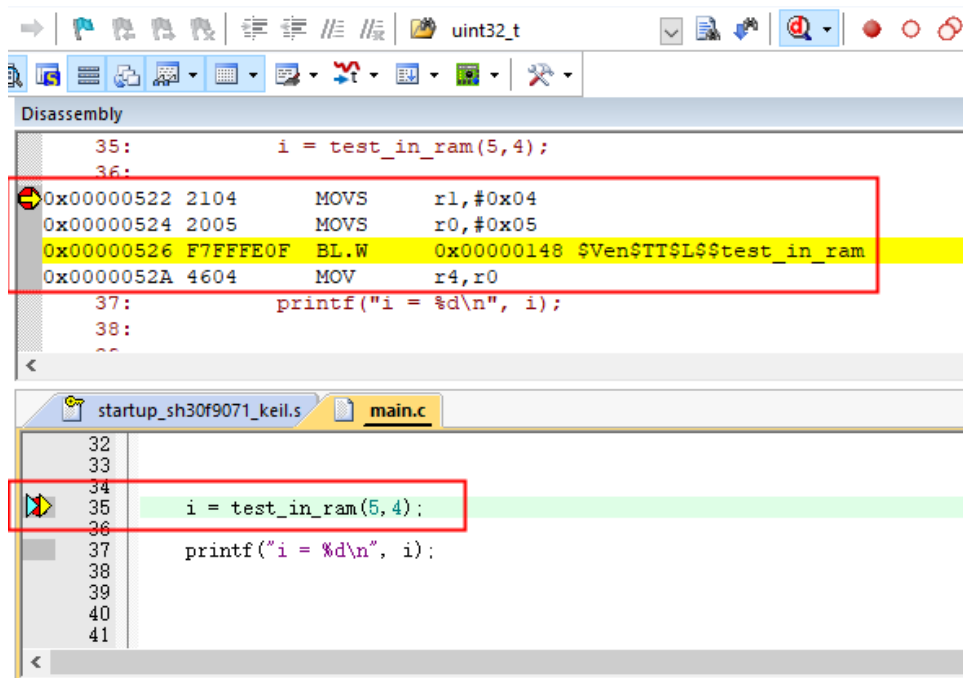 uint32_t
Disassembly
35: i = test_in_ram(5,4);
36:
0x00000522 2104 MOVS r1,#0x04
0x00000524 2005 MOVS r0,#0x05
0x00000526 F7FFFE0F BL.W 0x00000148 $Ven$TT$L$$test_in_ram
0x0000052A 4604 MOV r4,r0
37: printf("i = %d\n", i);
38:
startup_sh30f9071_keil.s main.c
32
33
34
35 i = test_in_ram(5,4);
36
37 printf("i = %d\n", i);
38
39
40
41